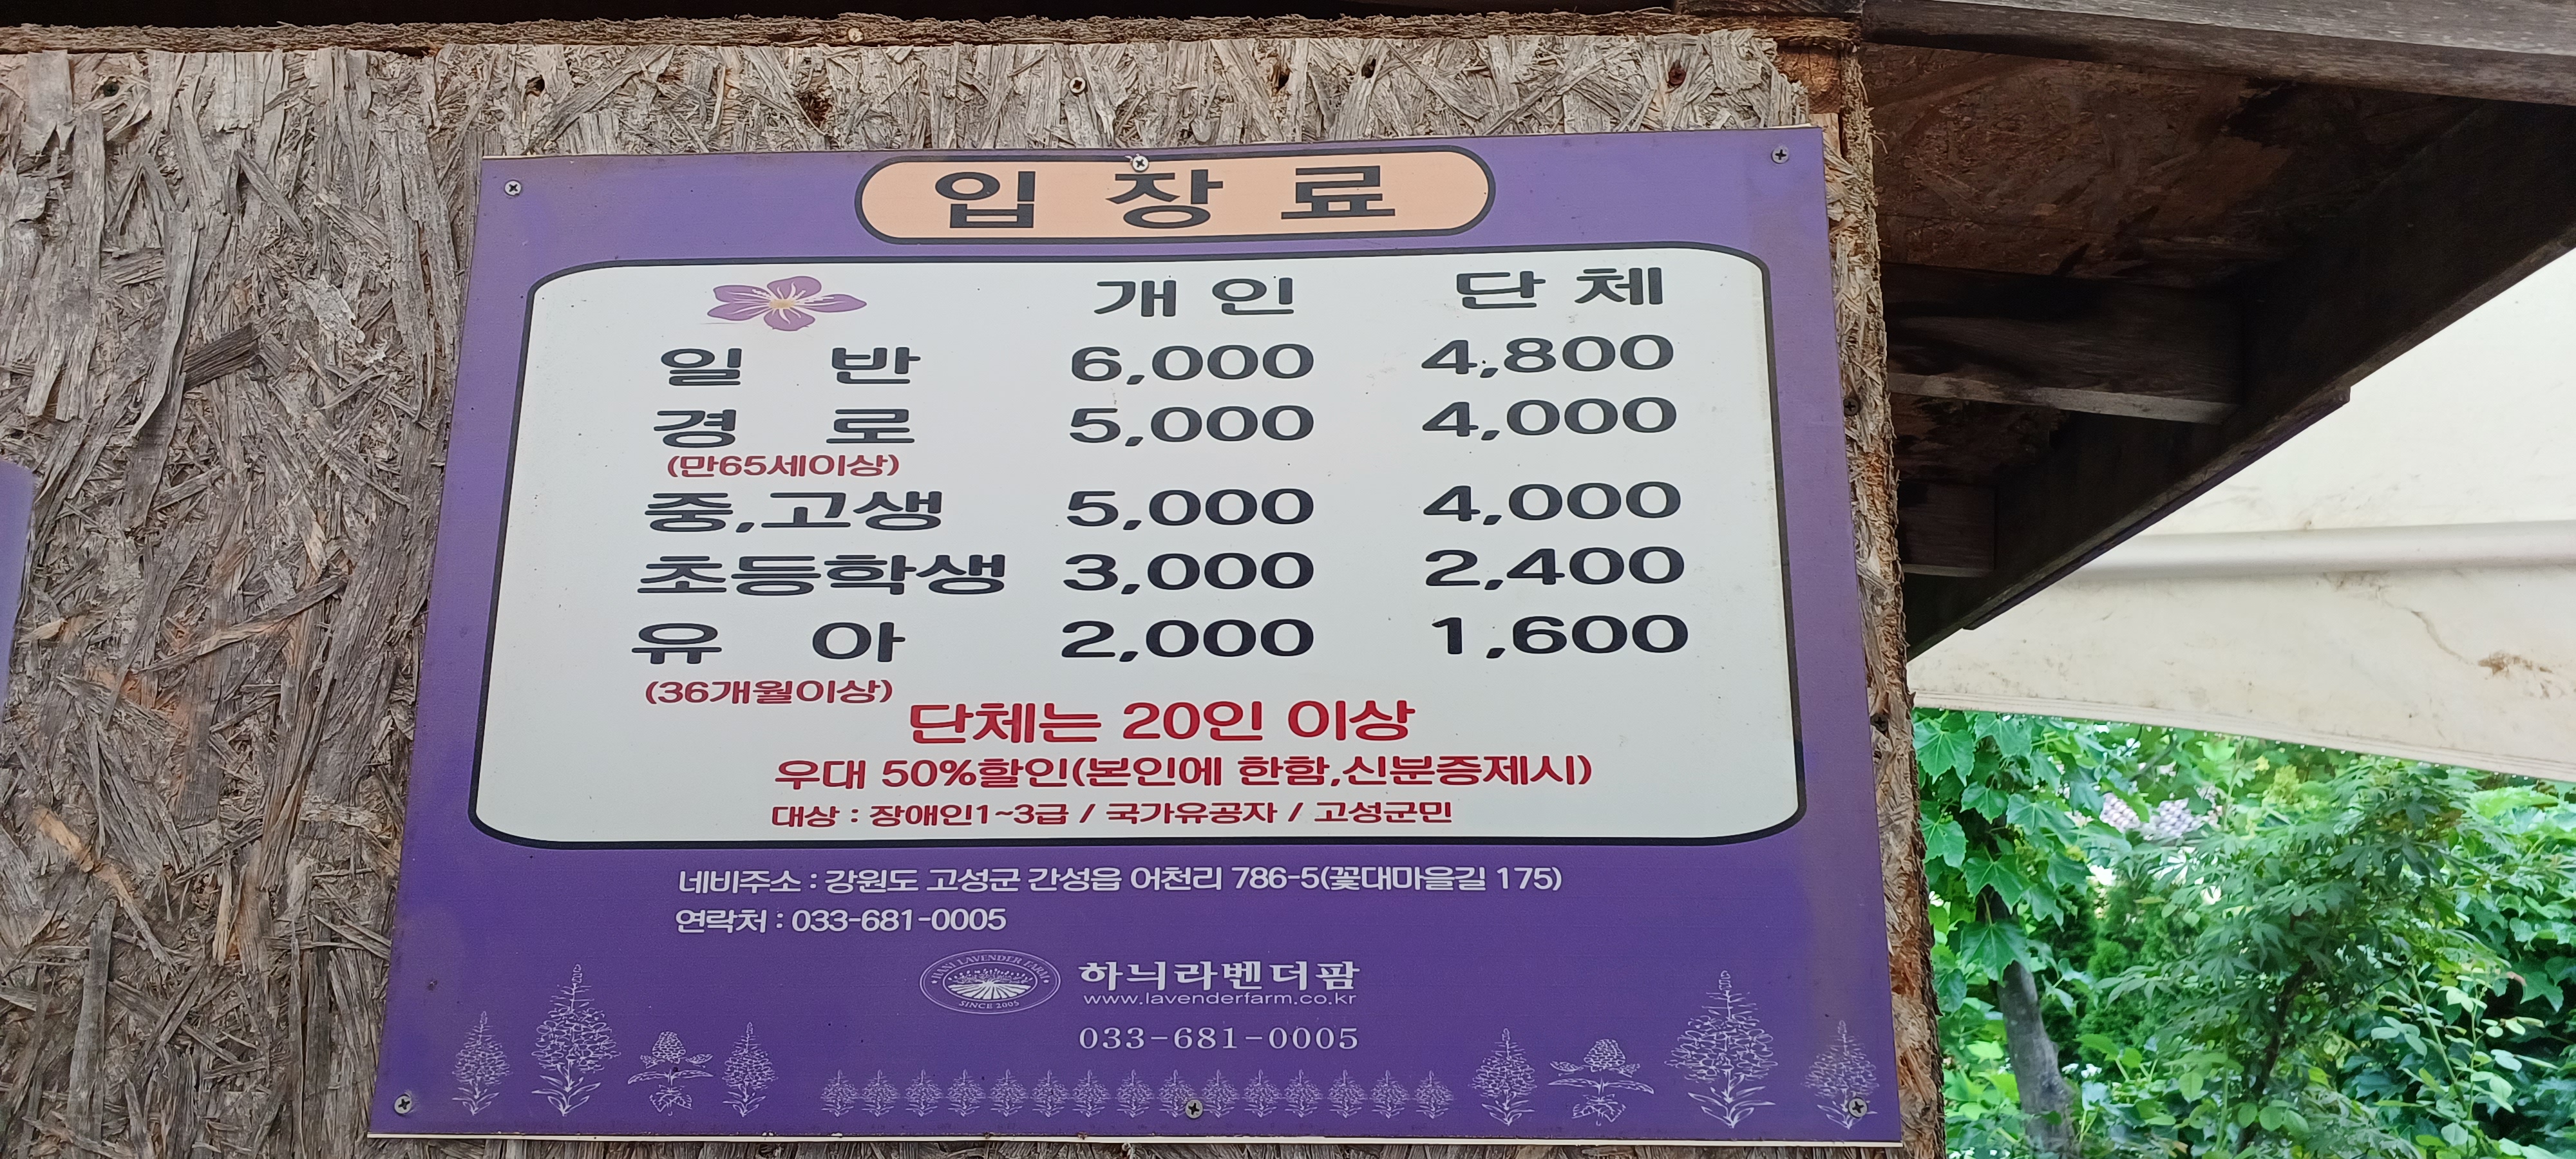 입 장 료
개 인 단 체
일 반 6,000 4,800
경 로 5,000 4,000
(만65세이상)
중,고생 5,000 4,000
초등학생 3,000 2,400
유 아 2,000 1,600
(36개월이상)
단체는 20인 이상
우대 50%할인(본인에 한함,신분증제시)
대상 : 장애인1~3급 / 국가유공자 / 고성군민
네비주소 : 강원도 고성군 간성읍 어천리 786-5(꽃대마을길 175)
연락처 : 033-681-0005
HANI LAVENDER FARM
SINCE 2005
하늬라벤더팜
www.lavenderfarm.co.kr
033-681-0005